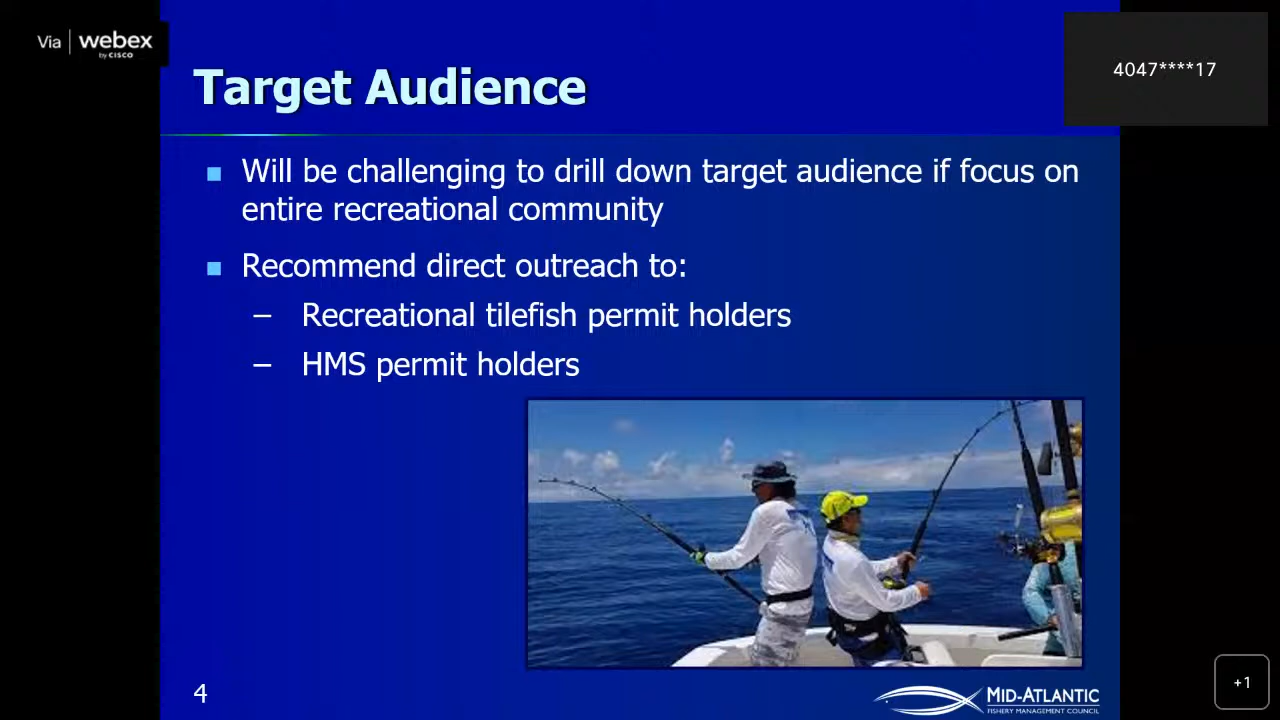 Via webex
by CISCO
4047****17
Target Audience
Will be challenging to drill down target audience if focus on
entire recreational community
Recommend direct outreach to:
– Recreational tilefish permit holders
– HMS permit holders
4
MID-ATLANTIC
FISHERY MANAGEMENT COUNCIL
+1